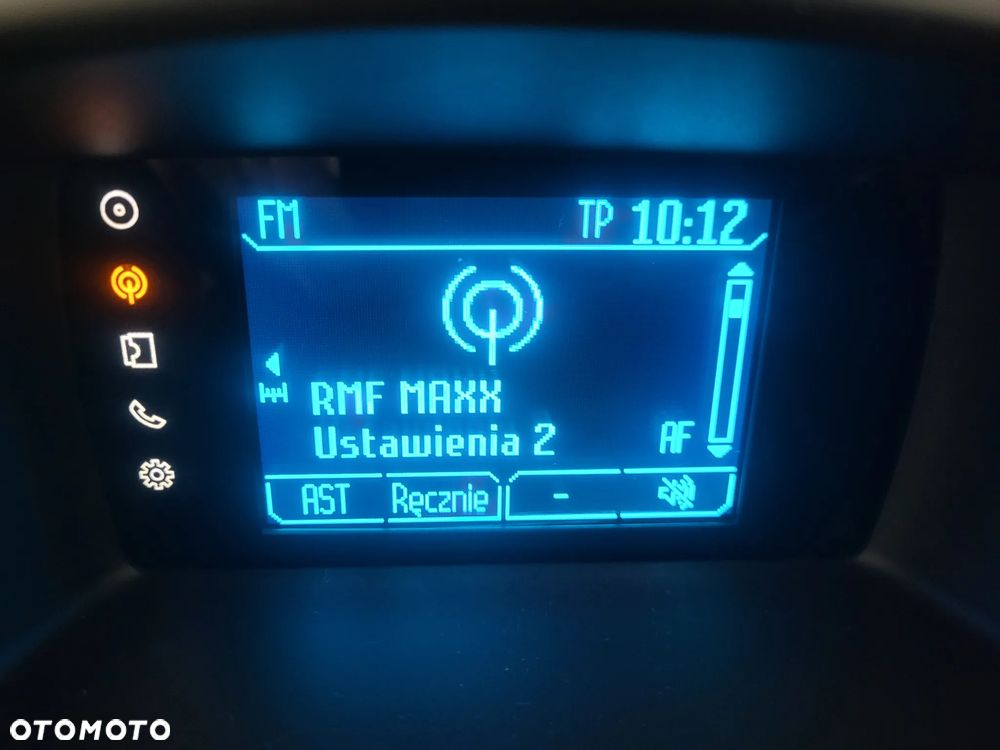 FM TP 10:12
RMF MAXX
Ustawienia 2 AF
AST Ręcznie -
OTOMOTO